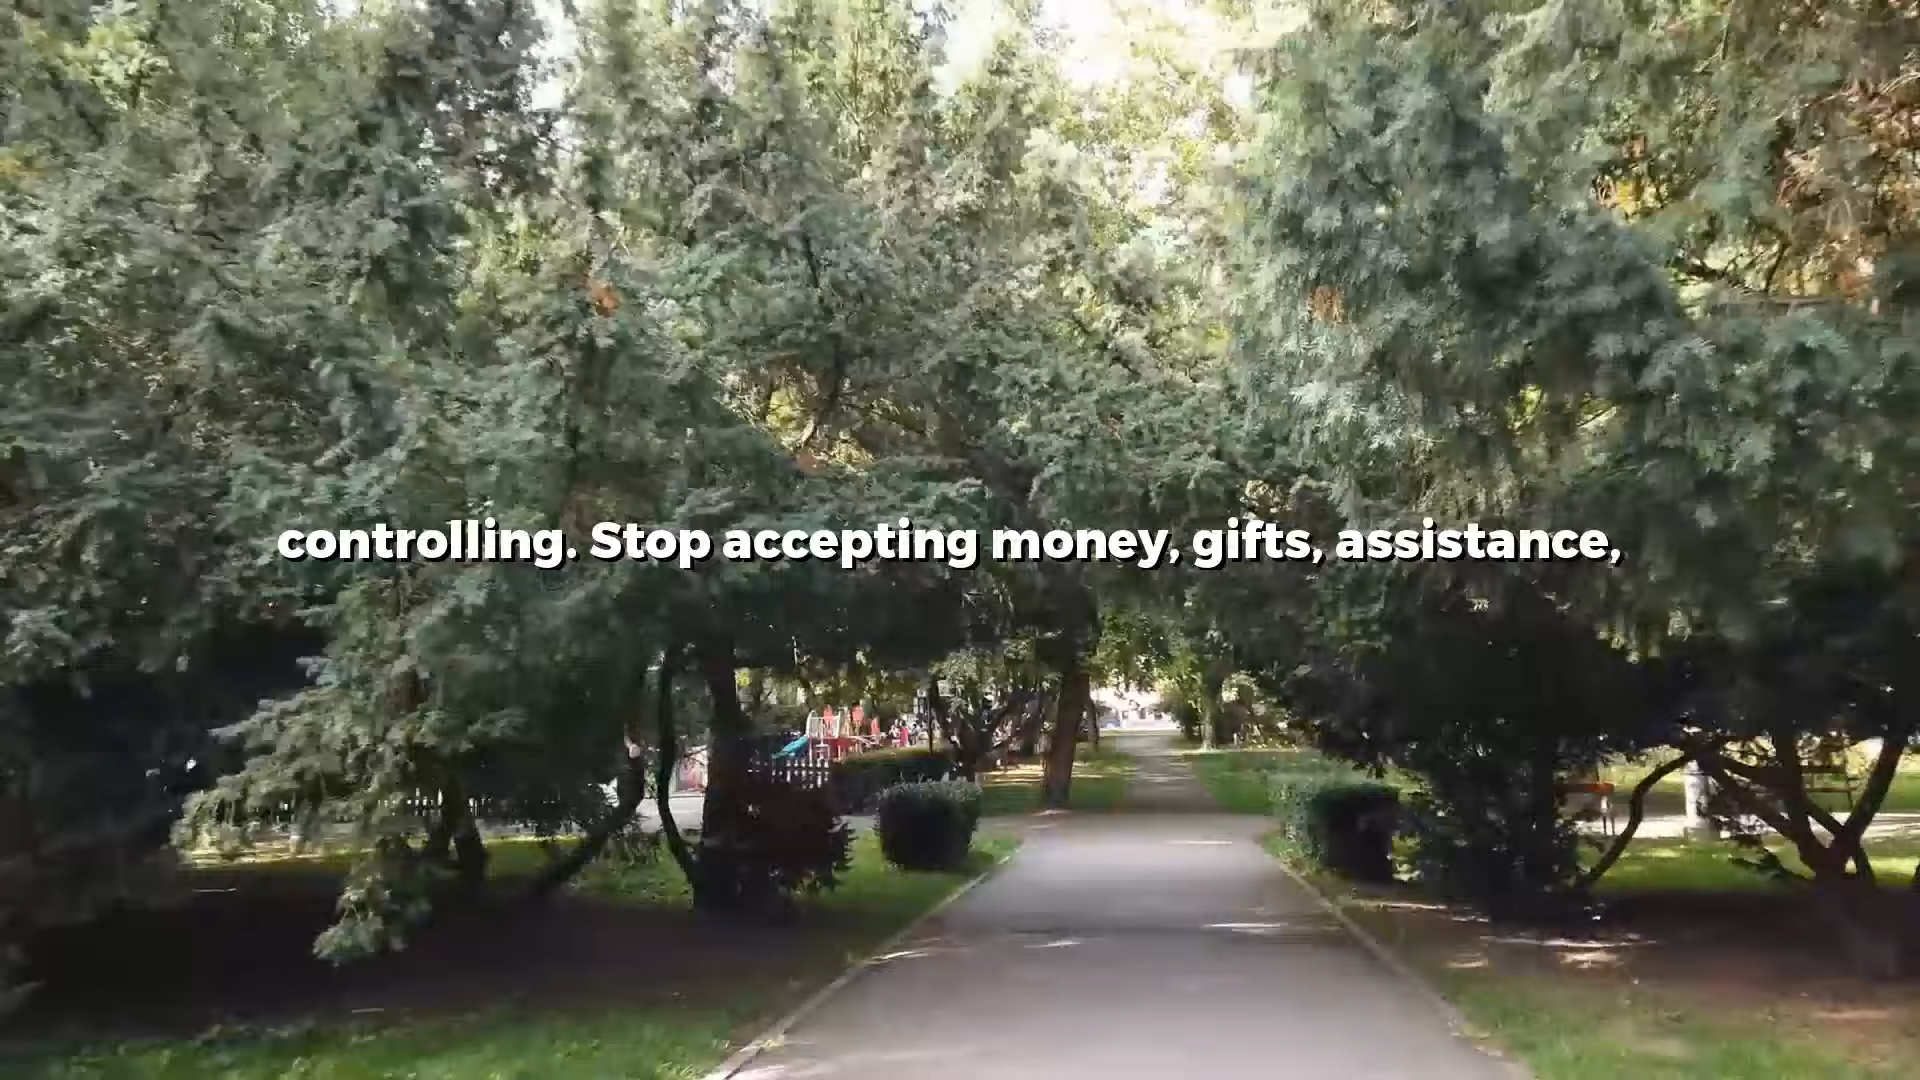 controlling. Stop accepting money, gifts, assistance,